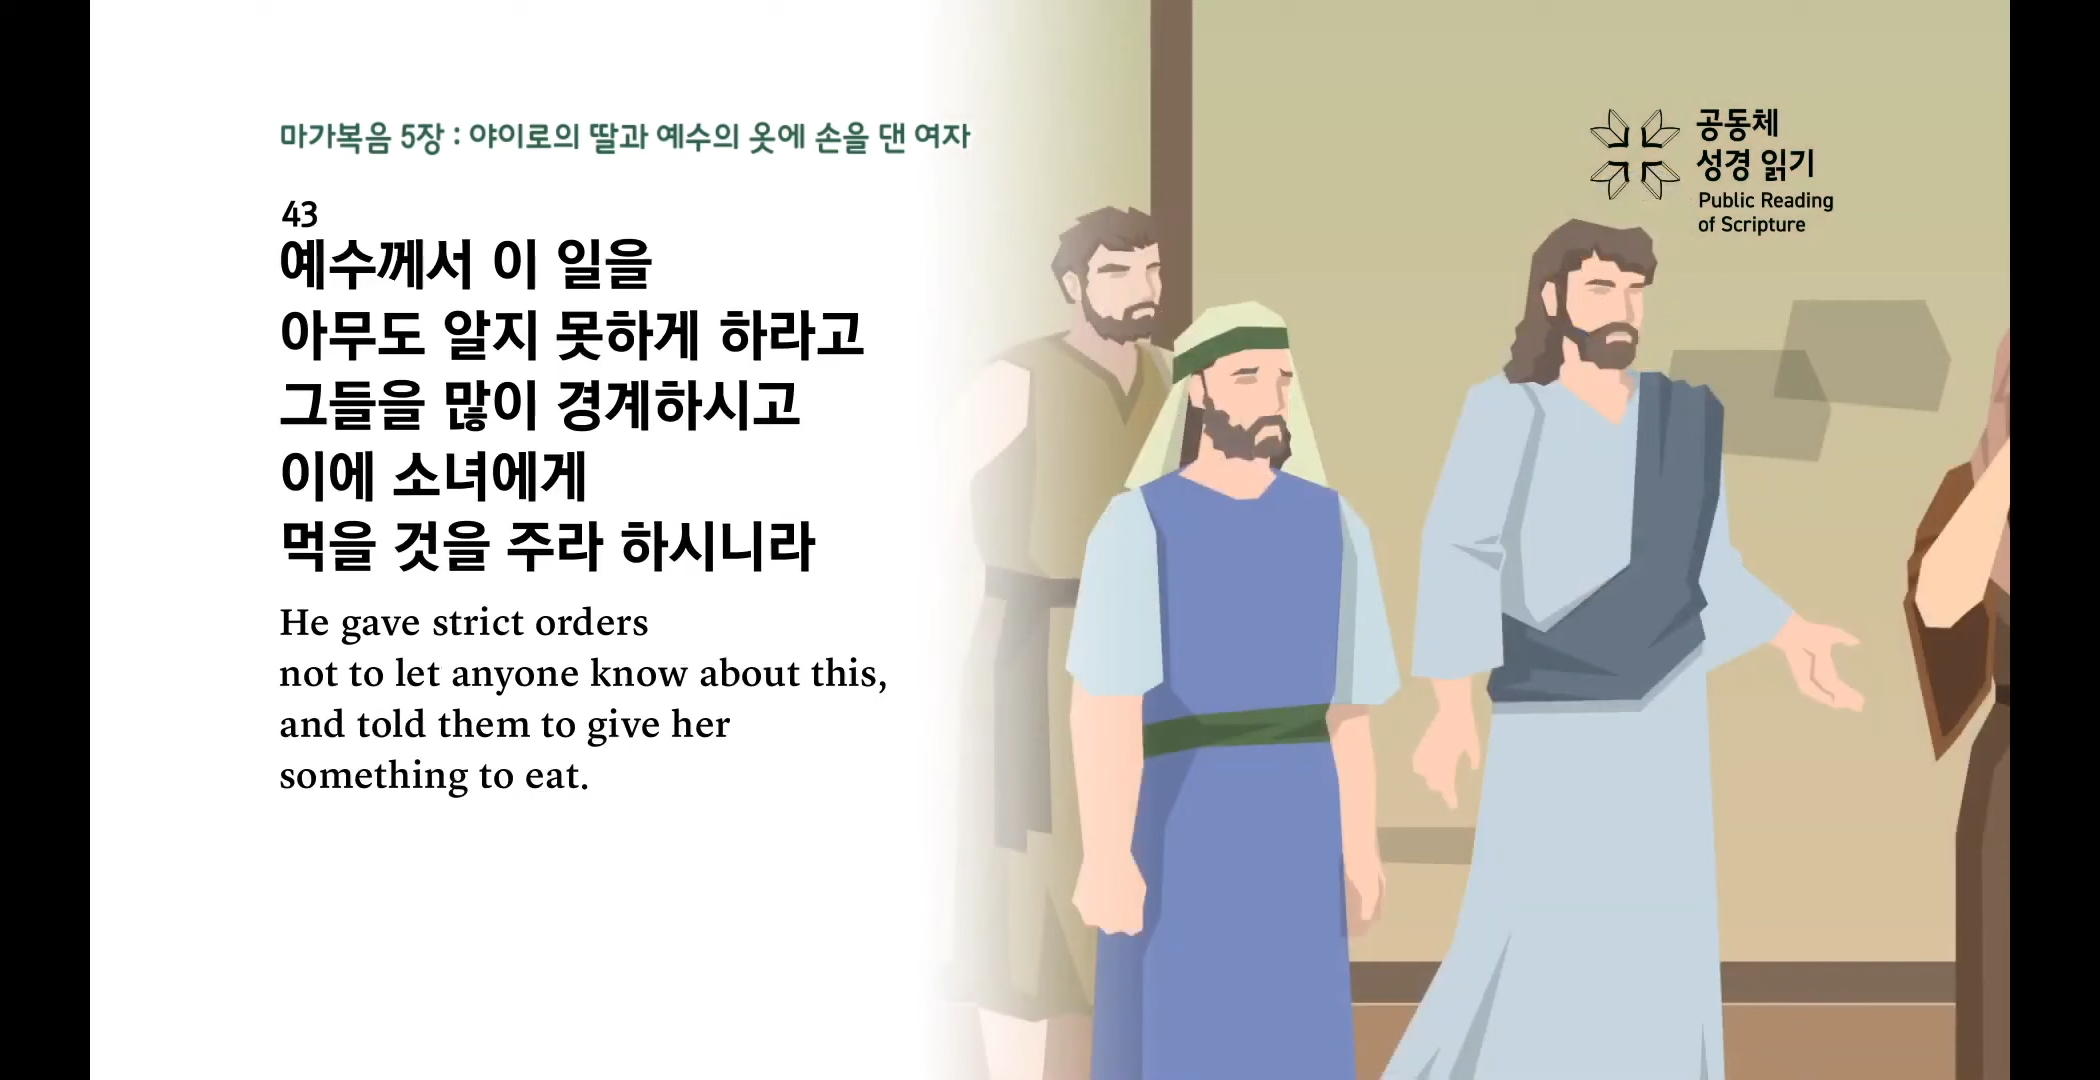 마가복음 5장 : 야이로의 딸과 예수의 옷에 손을 댄 여자
43
예수께서 이 일을
아무도 알지 못하게 하라고
그들을 많이 경계하시고
이에 소녀에게
먹을 것을 주라 하시니라
He gave strict orders
not to let anyone know about this,
and told them to give her
something to eat.
공동체
성경 읽기
Public Reading
of Scripture